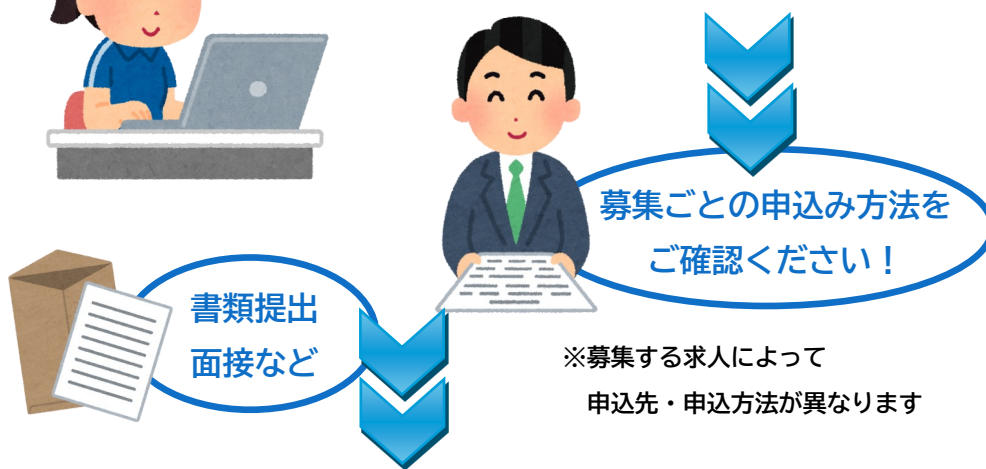 募集ごとの申込み方法を
ご確認ください！
書類提出
面接など
※募集する求人によって
申込先・申込方法が異なります